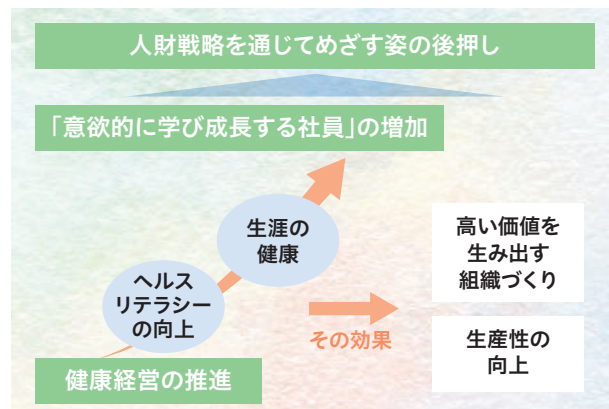 人財戦略を通じてめざす姿の後押し
「意欲的に学び成長する社員」の増加
生涯の
健康
ヘルス
リテラシー
の向上
健康経営の推進
その効果
高い価値を
生み出す
組織づくり
生産性の
向上